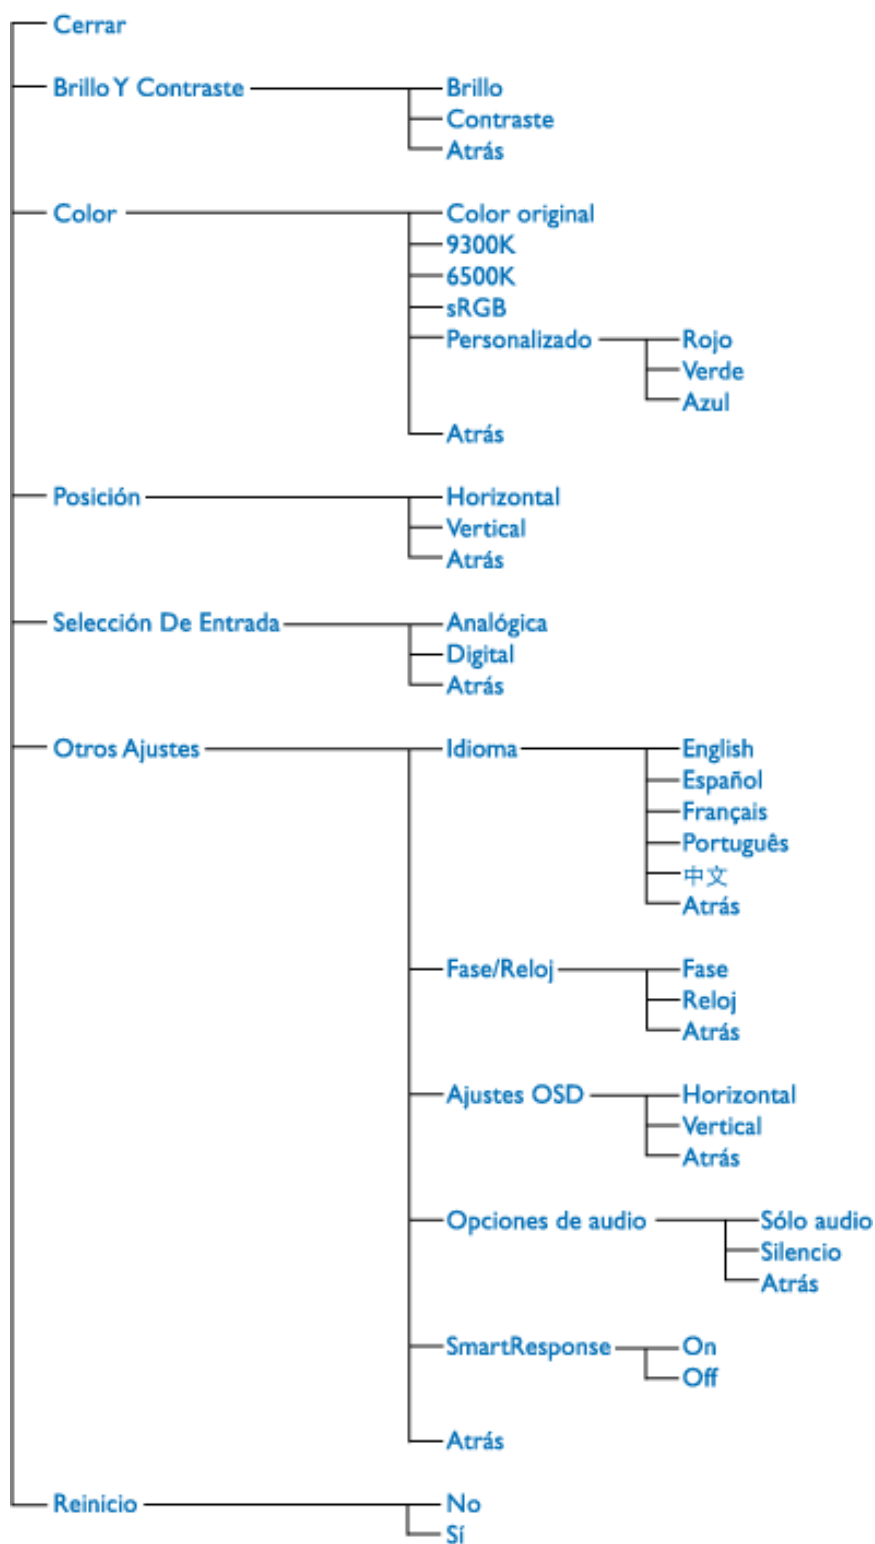 Cerrar
Brillo Y Contraste
Brillo
Contraste
Atrás
Color
Color original
9300K
6500K
sRGB
Personalizado
Rojo
Verde
Azul
Atrás
Posición
Horizontal
Vertical
Atrás
Selección De Entrada
Analógica
Digital
Atrás
Otros Ajustes
Idioma
English
Español
Français
Português
中文
Atrás
Fase/Reloj
Fase
Reloj
Atrás
Ajustes OSD
Horizontal
Vertical
Atrás
Opciones de audio
Sólo audio
Silencio
Atrás
SmartResponse
On
Off
Atrás
Reinicio
No
Sí